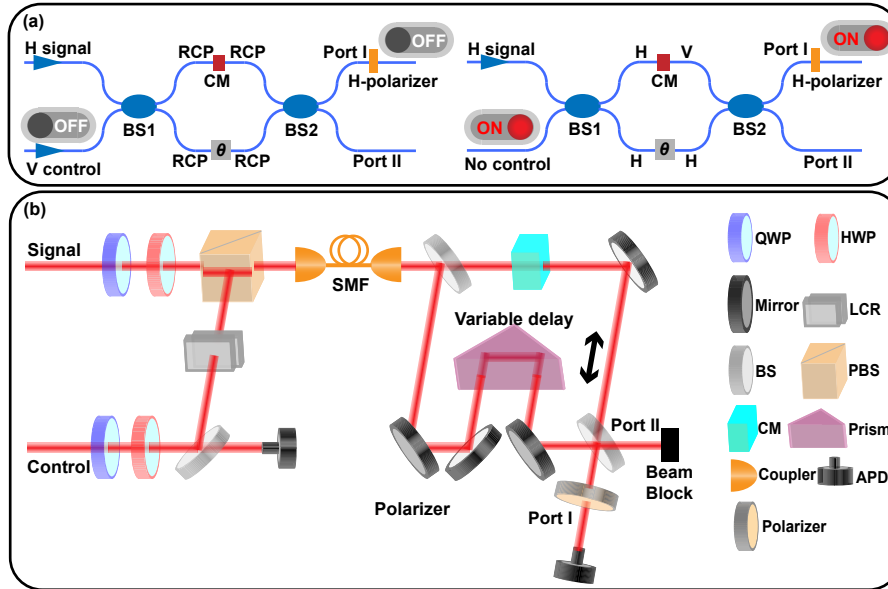 (a)
H signal
RCP RCP
CM
Port I
OFF
H-polarizer
OFF
BS1
BS2
V control
RCP θ RCP
Port II
H signal
H V
CM
Port I
ON
H-polarizer
ON
BS1
BS2
No control
H θ H
Port II
(b)
Signal
SMF
Variable delay
Control
Polarizer
Port II
Beam
Block
Port I
QWP
HWP
Mirror
LCR
BS
PBS
CM
Prism
Coupler
APD
Polarizer